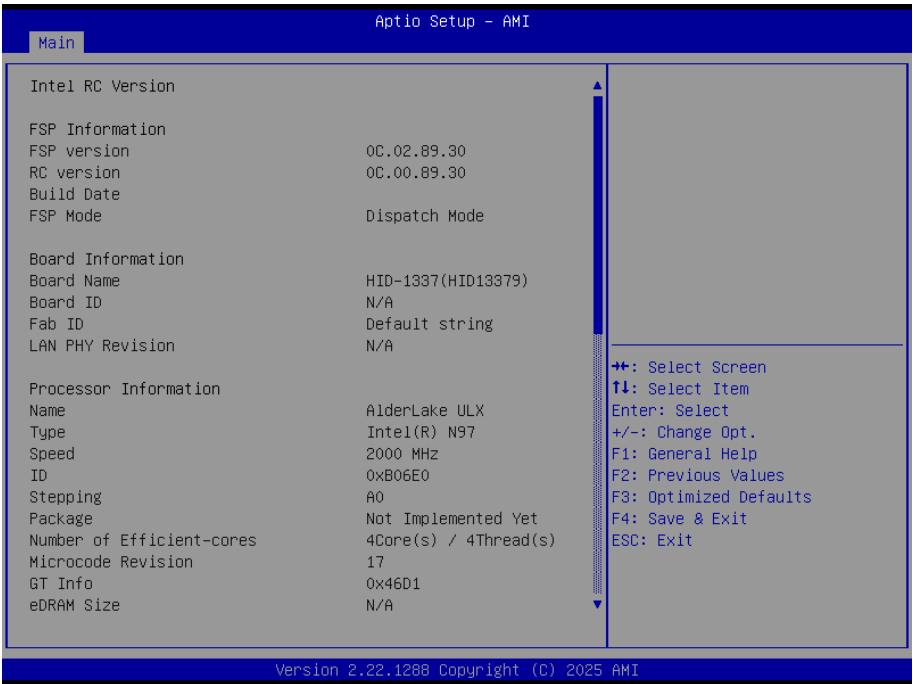 Aptio Setup – AMI
Main
Intel RC Version
FSP Information
FSP version 0C.02.89.30
RC version 0C.00.89.30
Build Date
FSP Mode Dispatch Mode
Board Information
Board Name HID-1337(HID13379)
Board ID N/A
Fab ID Default string
LAN PHY Revision N/A
Processor Information
Name AlderLake ULX
Type Intel(R) N97
Speed 2000 MHz
ID 0xB06E0
Stepping A0
Package Not Implemented Yet
Number of Efficient-cores 4Core(s) / 4Thread(s)
Microcode Revision 17
GT Info 0x46D1
eDRAM Size N/A
→←: Select Screen
↑↓: Select Item
Enter: Select
+/-: Change Opt.
F1: General Help
F2: Previous Values
F3: Optimized Defaults
F4: Save & Exit
ESC: Exit
Version 2.22.1288 Copyright (C) 2025 AMI